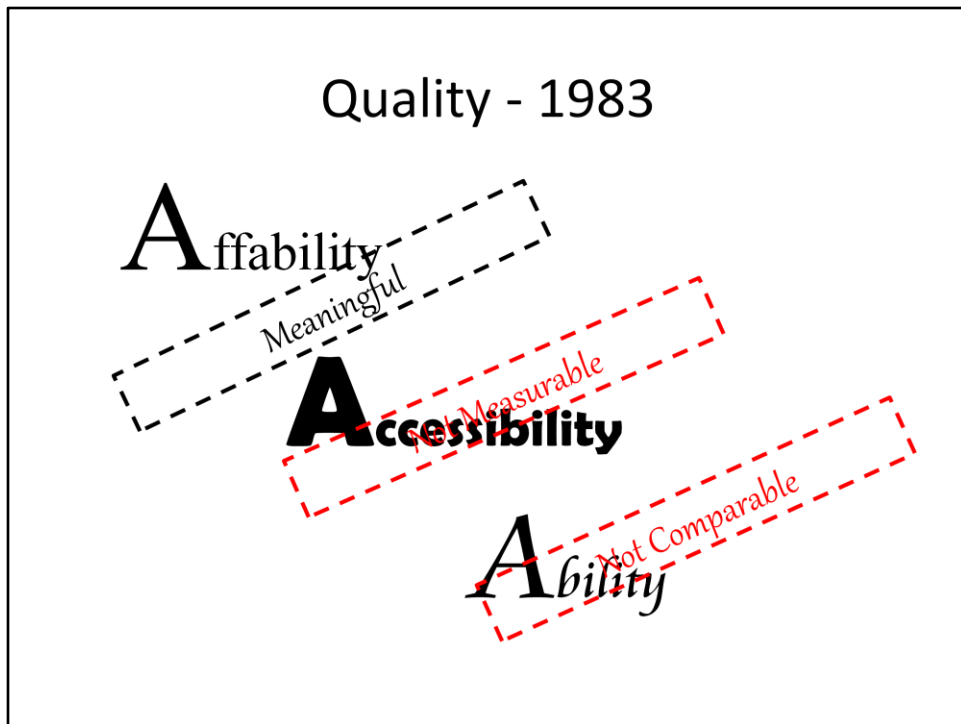 Quality - 1983
Affability
Meaningful
Accessibility
Not Measurable
Ability
Not Comparable